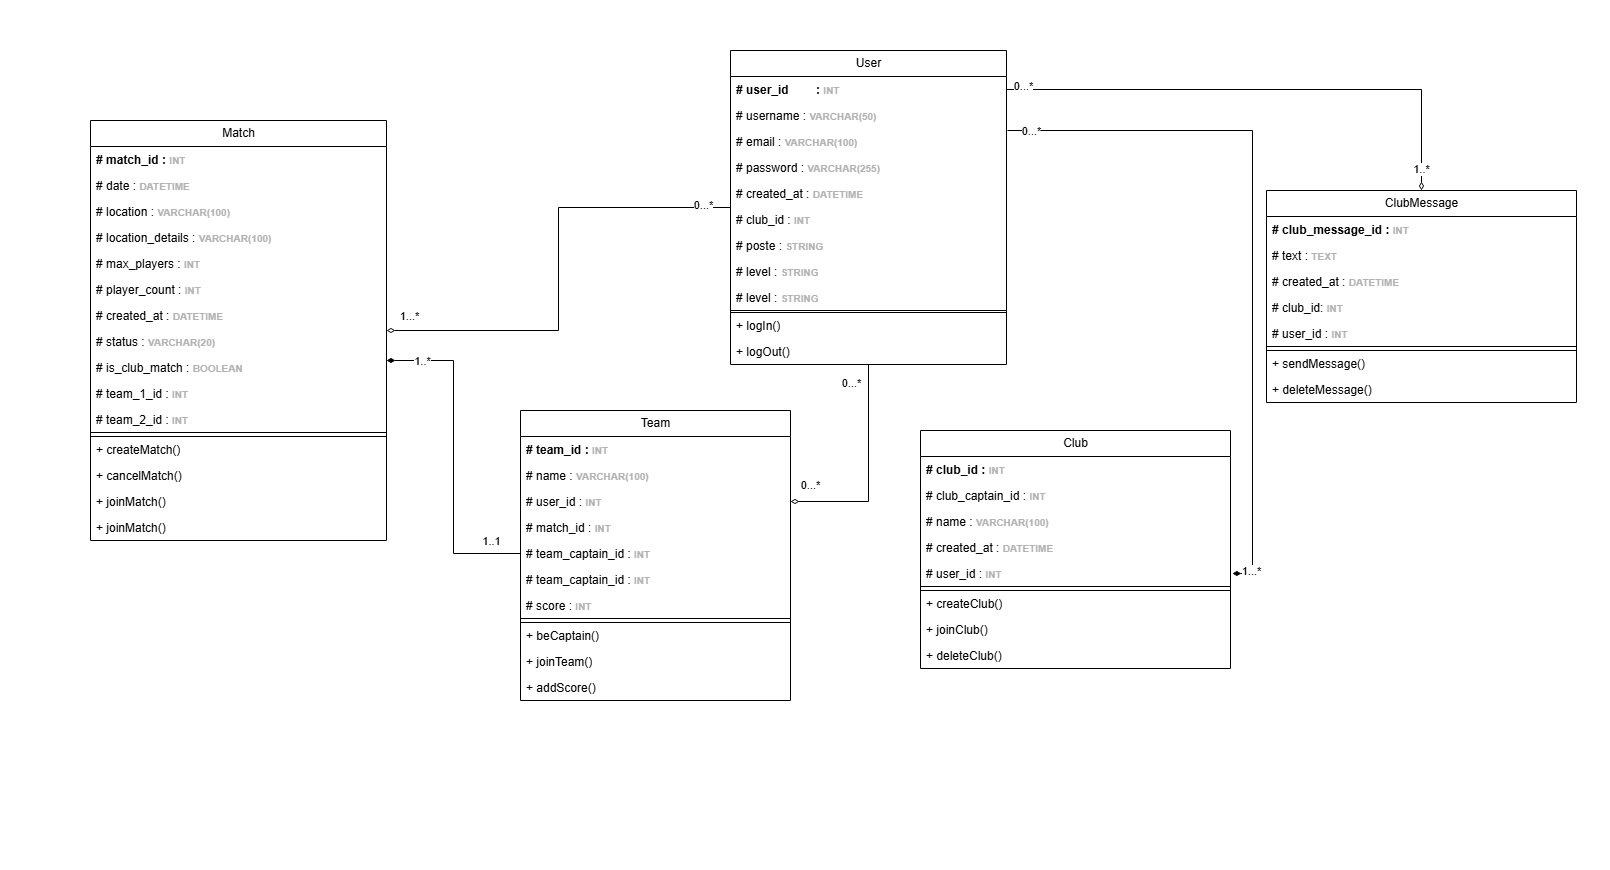 User
# user_id : INT
# username : VARCHAR(50)
# email : VARCHAR(100)
# password : VARCHAR(255)
# created_at : DATETIME
# club_id : INT
# poste : STRING
# level : STRING
# level : STRING
+ logIn()
+ logOut()
0...*
0...*
0...*
0...*
Match
# match_id : INT
# date : DATETIME
# location : VARCHAR(100)
# location_details : VARCHAR(100)
# max_players : INT
# player_count : INT
# created_at : DATETIME
# status : VARCHAR(20)
# is_club_match : BOOLEAN
# team_1_id : INT
# team_2_id : INT
+ createMatch()
+ cancelMatch()
+ joinMatch()
+ joinMatch()
1...*
1..*
1..*
ClubMessage
# club_message_id : INT
# text : TEXT
# created_at : DATETIME
# club_id: INT
# user_id : INT
+ sendMessage()
+ deleteMessage()
Team
# team_id : INT
# name : VARCHAR(100)
# user_id : INT
# match_id : INT
# team_captain_id : INT
# team_captain_id : INT
# score : INT
+ beCaptain()
+ joinTeam()
+ addScore()
0...*
1..1
Club
# club_id : INT
# club_captain_id : INT
# name : VARCHAR(100)
# created_at : DATETIME
# user_id : INT
+ createClub()
+ joinClub()
+ deleteClub()
1...*